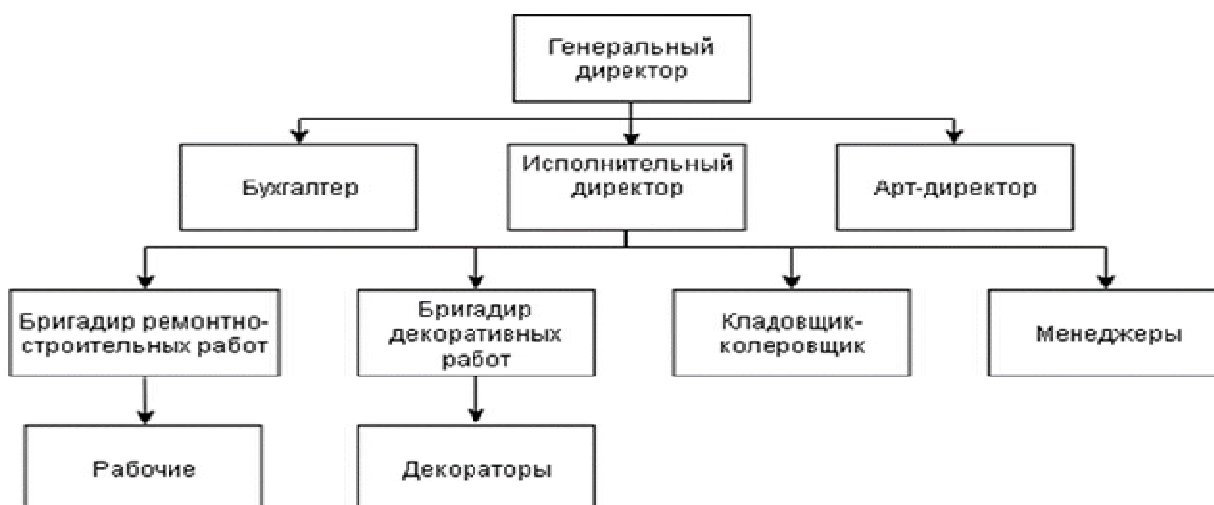 Генеральный
директор
Бухгалтер
Исполнительный
директор
Арт-директор
Бригадир ремонтно-
строительных работ
Бригадир
декоративных
работ
Кладовщик-
колеровщик
Менеджеры
Рабочие
Декораторы